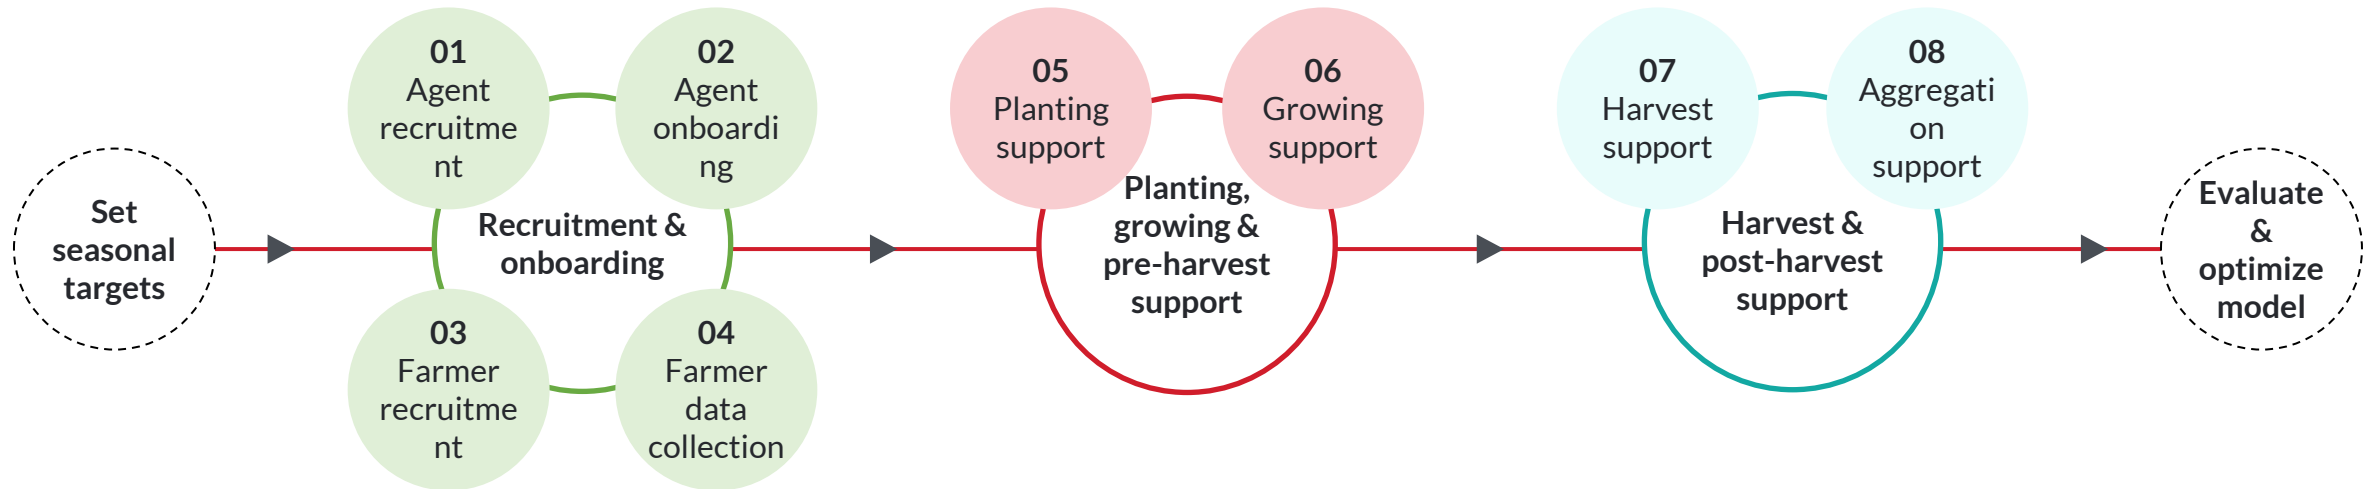 Set
seasonal
targets
01
Agent
recruitme
nt
02
Agent
onboardi
ng
Recruitment &
onboarding
03
Farmer
recruitme
nt
04
Farmer
data
collection
05
Planting
support
06
Growing
support
Planting,
growing &
pre-harvest
support
07
Harvest
support
08
Aggregati
on
support
Harvest &
post-harvest
support
Evaluate
&
optimize
model